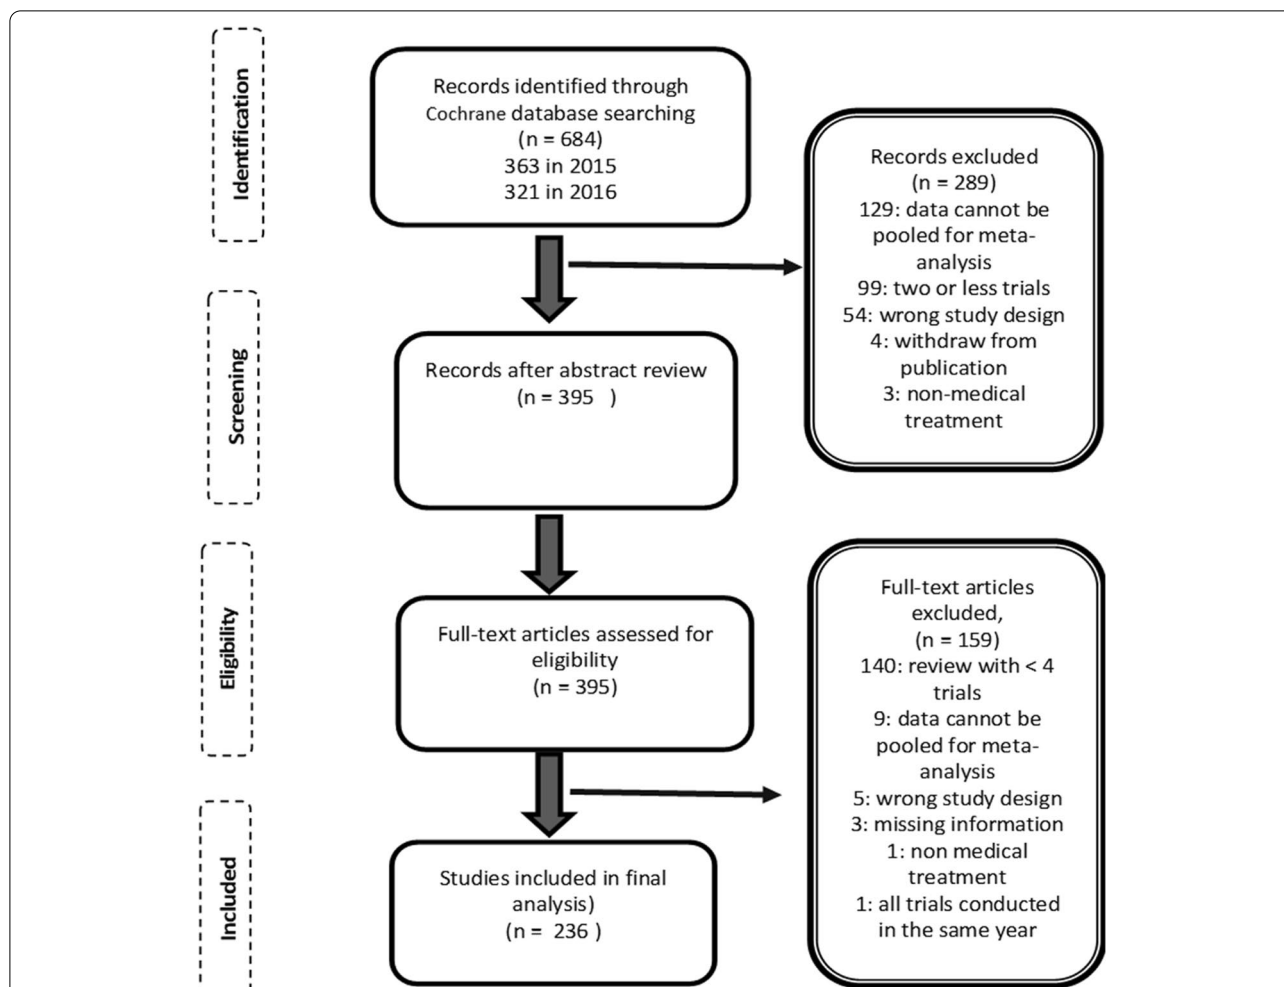 Identification
Records identified through
Cochrane database searching
(n = 684)
363 in 2015
321 in 2016
Records excluded
(n = 289)
129: data cannot be
pooled for meta-
analysis
99: two or less trials
54: wrong study design
4: withdraw from
publication
3: non-medical
treatment
Screening
Records after abstract review
(n = 395 )
Eligibility
Full-text articles assessed for
eligibility
(n = 395)
Full-text articles
excluded,
(n = 159)
140: review with < 4
trials
9: data cannot be
pooled for meta-
analysis
5: wrong study design
3: missing information
1: non medical
treatment
1: all trials conducted
in the same year
Included
Studies included in final
analysis)
(n = 236 )